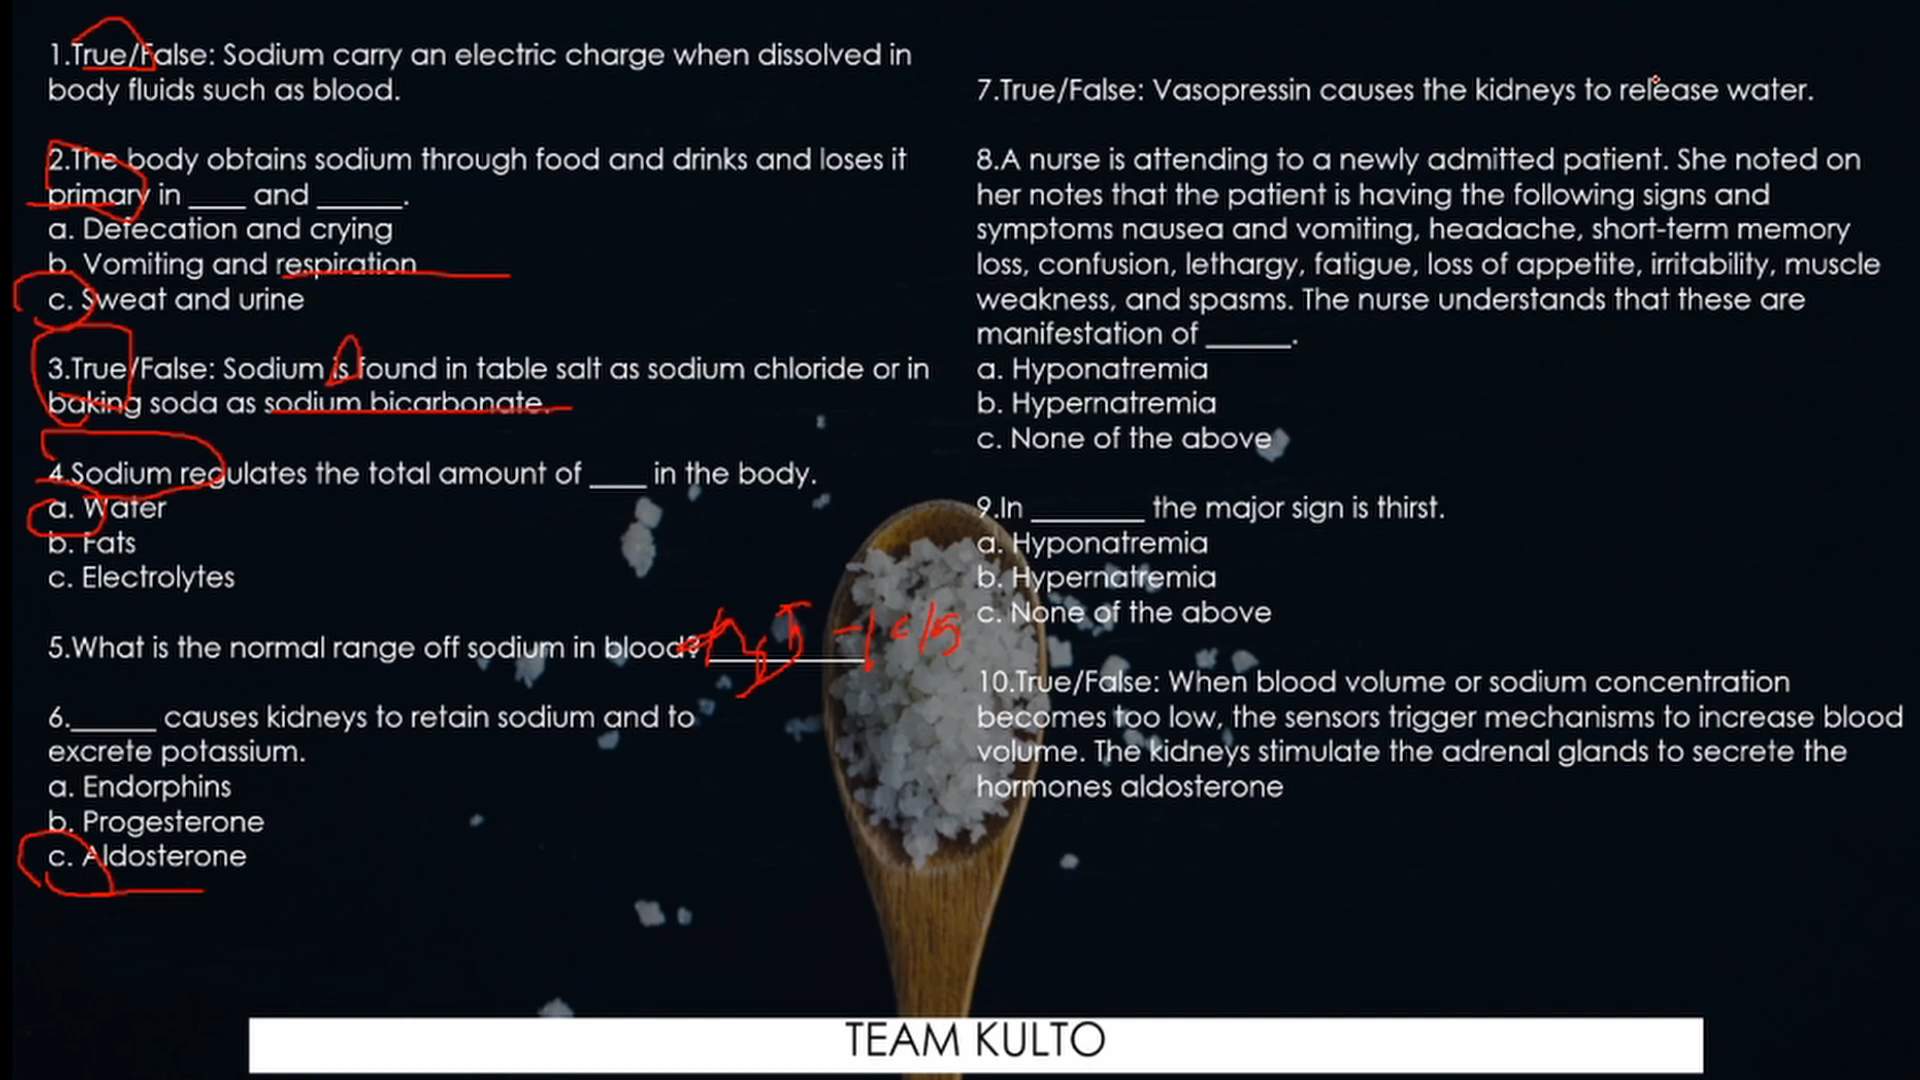 1.True/False: Sodium carry an electric charge when dissolved in
body fluids such as blood.
2.The body obtains sodium through food and drinks and loses it
primary in ____ and ______.
a. Defecation and crying
b. Vomiting and respiration
c. Sweat and urine
3.True/False: Sodium is found in table salt as sodium chloride or in
baking soda as sodium bicarbonate.
4.Sodium regulates the total amount of ____ in the body.
a. Water
b. Fats
c. Electrolytes
5.What is the normal range off sodium in blood? ___________
6.______ causes kidneys to retain sodium and to
excrete potassium.
a. Endorphins
b. Progesterone
c. Aldosterone
7.True/False: Vasopressin causes the kidneys to release water.
8.A nurse is attending to a newly admitted patient. She noted on
her notes that the patient is having the following signs and
symptoms nausea and vomiting, headache, short-term memory
loss, confusion, lethargy, fatigue, loss of appetite, irritability, muscle
weakness, and spasms. The nurse understands that these are
manifestation of ______.
a. Hyponatremia
b. Hypernatremia
c. None of the above
9.In ________ the major sign is thirst.
a. Hyponatremia
b. Hypernatremia
c. None of the above
10.True/False: When blood volume or sodium concentration
becomes too low, the sensors trigger mechanisms to increase blood
volume. The kidneys stimulate the adrenal glands to secrete the
hormones aldosterone
TEAM KULTO